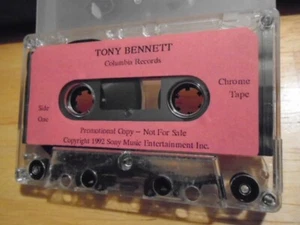 TONY BENNETT
Columbia Records
Chrome
Tape
Side
One
Promotional Copy — Not For Sale
Copyright 1992 Sony Music Entertainment Inc.